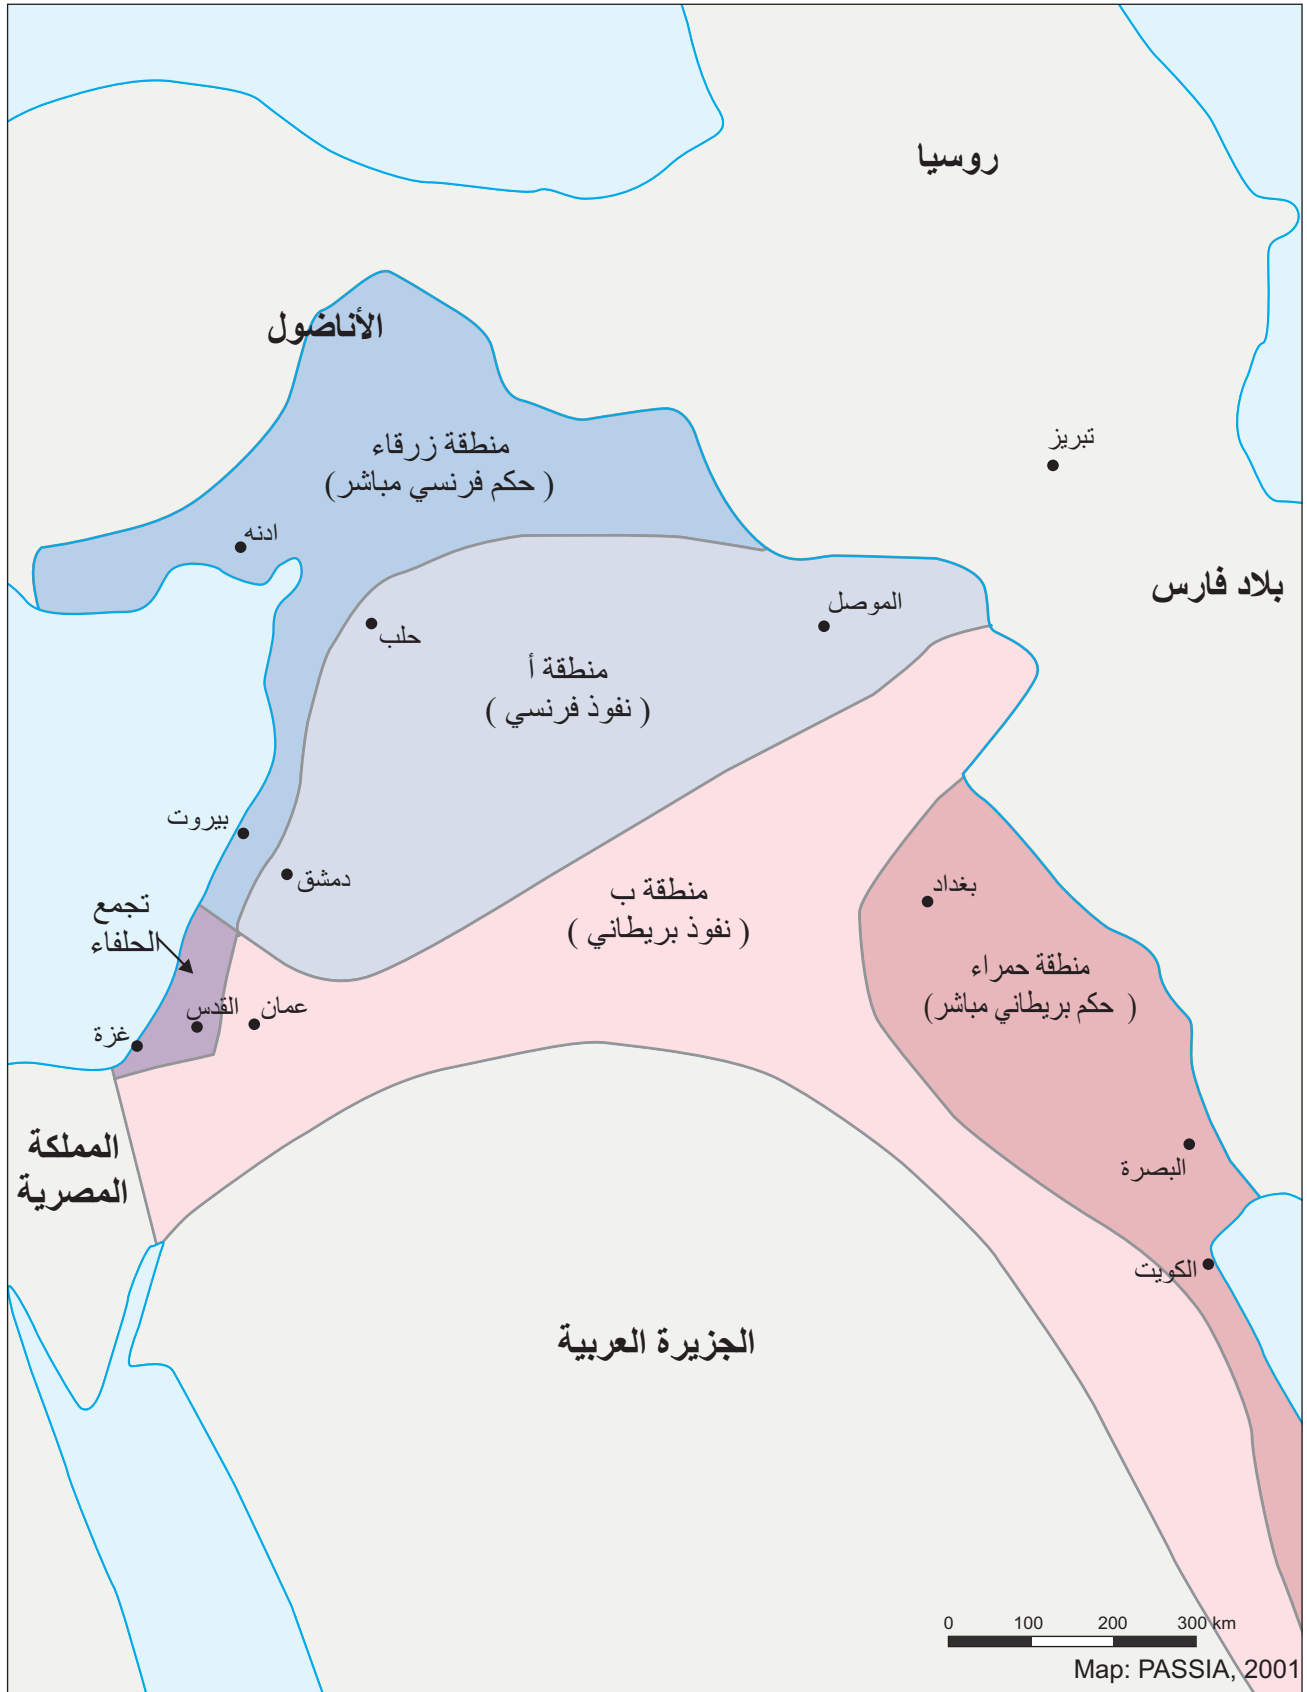 روسيا
الأناضول
منطقة زرقاء
( حكم فرنسي مباشر)
تبريز
ادنه
بلاد فارس
الموصل
حلب
منطقة أ
( نفوذ فرنسي )
بيروت
دمشق
منطقة ب
( نفوذ بريطاني )
بغداد
تجمع
الحلفاء
منطقة حمراء
( حكم بريطاني مباشر)
القدس
عمان
غزة
المملكة
المصرية
البصرة
الكويت
الجزيرة العربية
0 100 200 300 km
Map: PASSIA, 2001